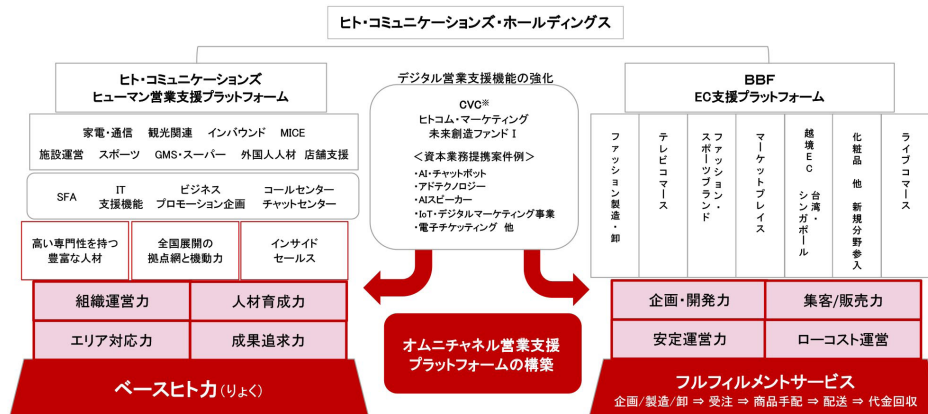 ヒト・コミュニケーションズ・ホールディングス
ヒト・コミュニケーションズ
ヒューマン営業支援プラットフォーム
家電・通信 観光関連 インバウンド MICE
施設運営 スポーツ GMS・スーパー 外国人人材 店舗支援
SFA
IT
支援機能
ビジネス
プロモーション企画
コールセンター
チャットセンター
高い専門性を持つ
豊富な人材
全国展開の
拠点網と機動力
インサイド
セールス
組織運営力
人材育成力
エリア対応力
成果追求力
ベースヒト力(りょく)
デジタル営業支援機能の強化
CVC※
ヒトコム・マーケティング
未来創造ファンドⅠ
<資本業務提携案件例>
・AI・チャットボット
・アドテクノロジー
・AIスピーカー
・IoT・デジタルマーケティング事業
・電子チケッティング 他
オムニチャネル営業支援
プラットフォームの構築
BBF
EC支援プラットフォーム
ファッション製造・卸
テレビコマース
ファッション・
スポーツブランド
マーケットプレイス
越境EC 台湾・
シンガポール
化粧品 他 新規分野参入
ライブコマース
企画・開発力
集客/販売力
安定運営力
ローコスト運営
フルフィルメントサービス
企画/製造/卸 ⇒ 受注 ⇒ 商品手配 ⇒ 配送 ⇒ 代金回収